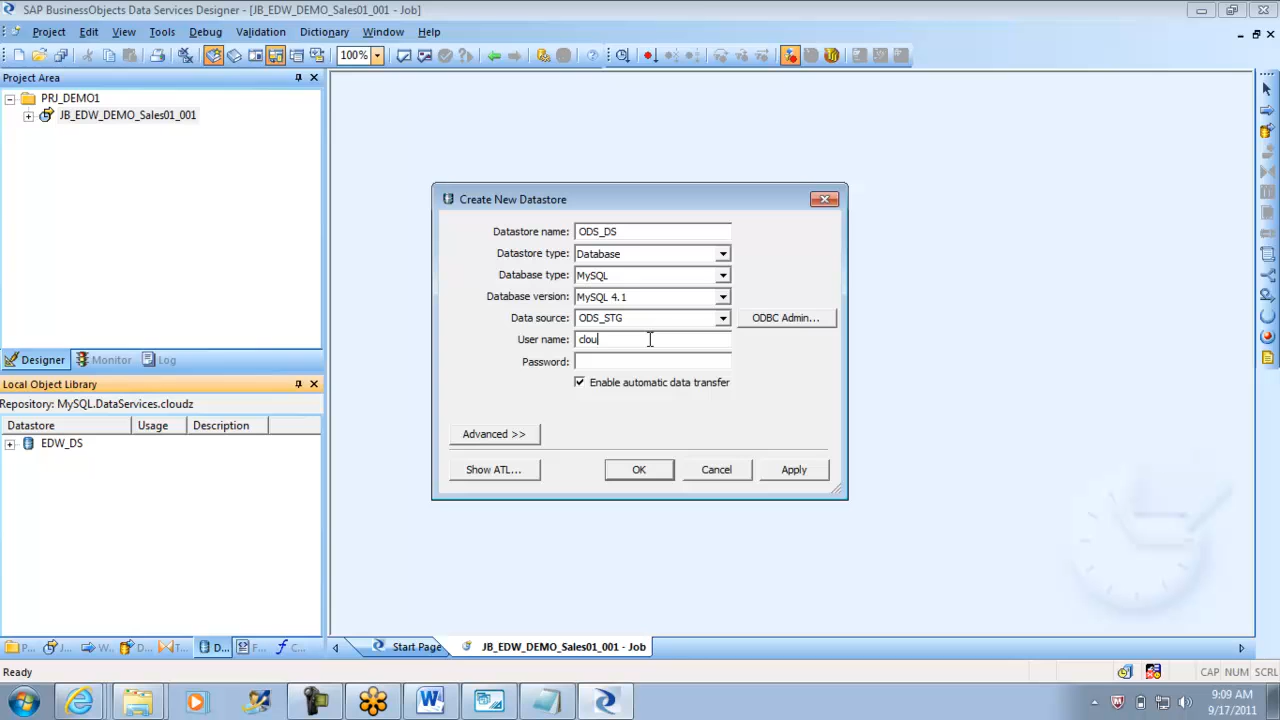 SAP BusinessObjects Data Services Designer - [JB_EDW_DEMO_Sales01_001 - Job]
Project Edit View Tools Debug Validation Dictionary Window Help
100%
Project Area
PRJ_DEMO1
JB_EDW_DEMO_Sales01_001
Create New Datastore
Datastore name: ODS_DS
Datastore type: Database
Database type: MySQL
Database version: MySQL 4.1
Data source: ODS_STG ODBC Admin...
User name: clou
Password:
Enable automatic data transfer
Advanced >>
Show ATL... OK Cancel Apply
Designer Monitor Log
Local Object Library
Repository: MySQL.DataServices.cloudz
Datastore Usage Description
EDW_DS
P... J... W... D... T... D... F... C...
Start Page JB_EDW_DEMO_Sales01_001 - Job
Ready CAP NUM SCRL
9:09 AM
9/17/2011